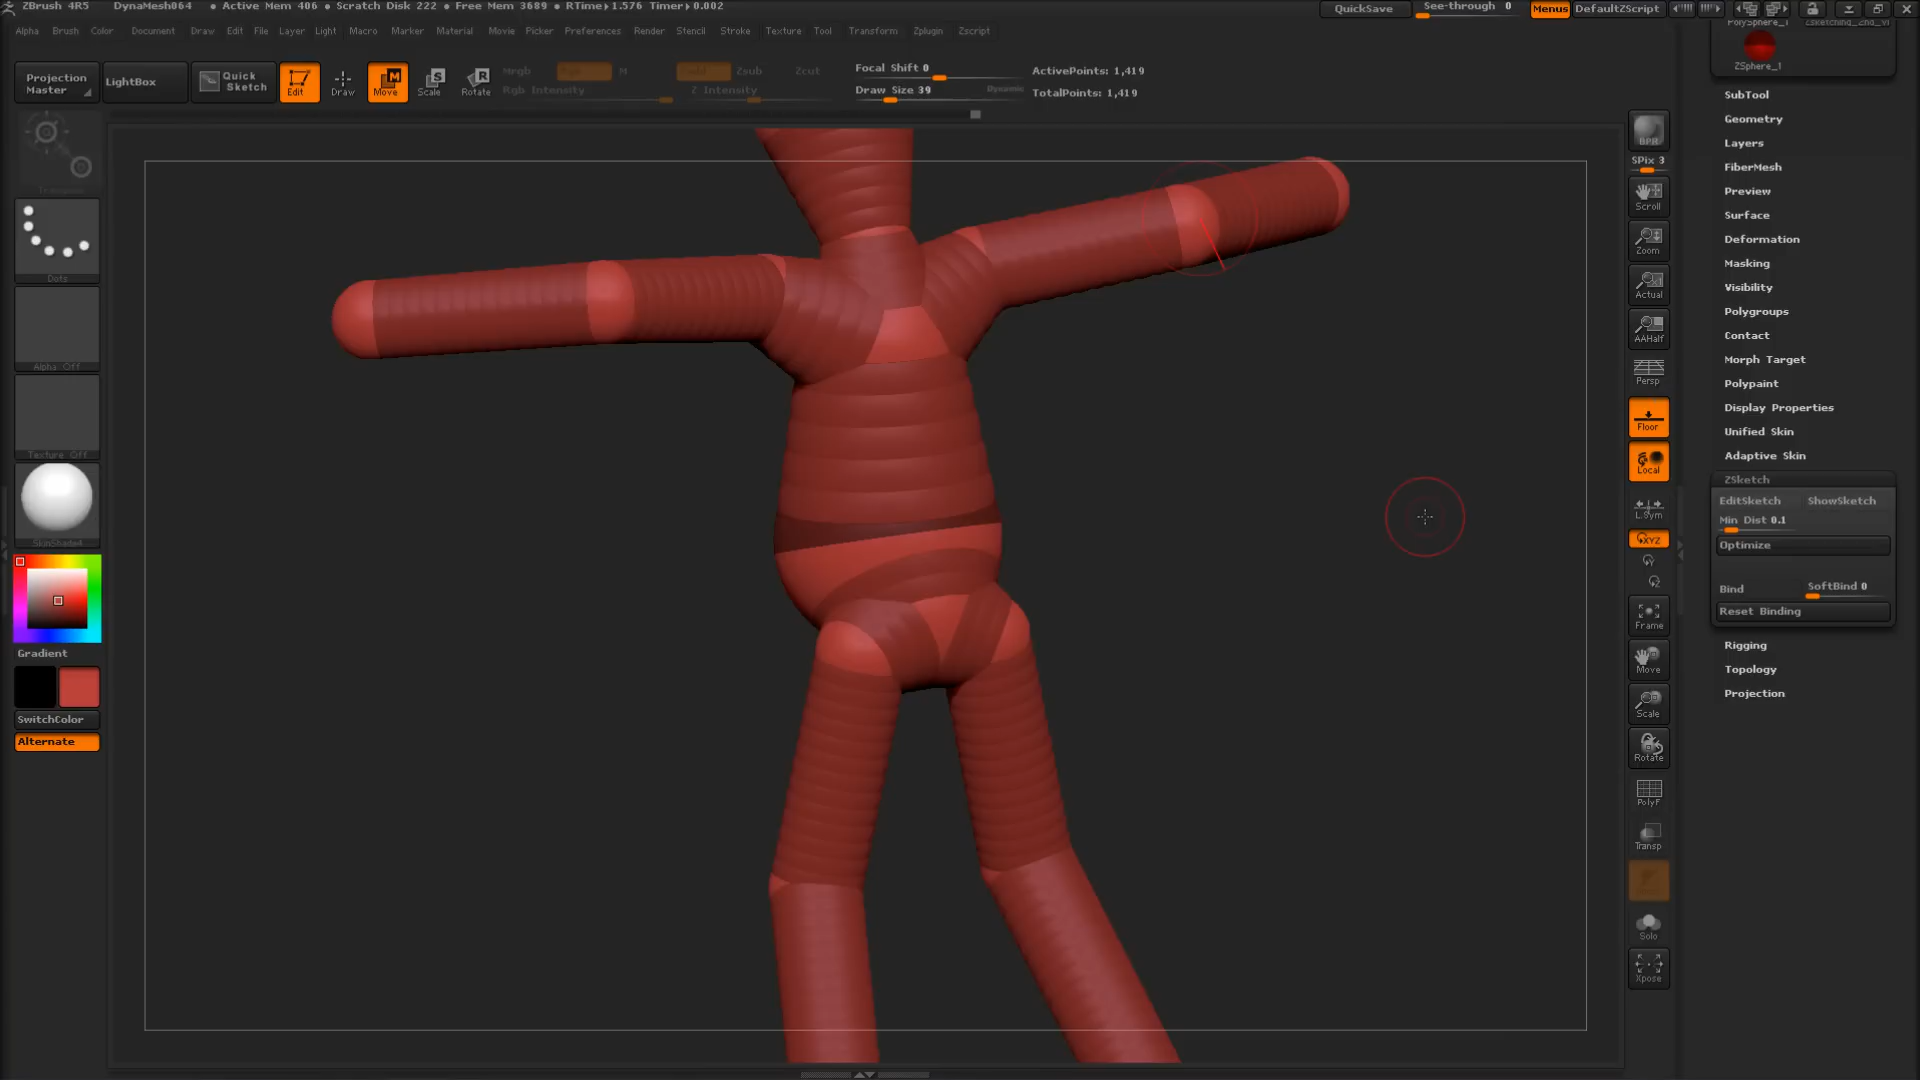 ZBrush 4R5 DynaMesh064 • Active Mem 406 • Scratch Disk 222 • Free Mem 3689 • RTime▸1.576 Timer▸0.002
QuickSave
See-through 0
Menus
DefaultZScript
Alpha Brush Color Document Draw Edit File Layer Light Macro Marker Material Movie Picker Preferences Render Stencil Stroke Texture Tool Transform Zplugin Zscript
Projection
Master
LightBox
Quick
Sketch
Edit
Draw
Move
Scale
Rotate
Mrgb
M
Rgb Intensity
Zsub
Zcut
Z Intensity
Focal Shift 0
Draw Size 39
Dynamic
ActivePoints: 1,419
TotalPoints: 1,419
Dots
Alpha Off
Texture Off
SkinShade4
Gradient
SwitchColor
Alternate
BPR
SPix 3
Scroll
Zoom
Actual
AAHalf
Persp
Floor
Local
L.Sym
XYZ
Y
Z
Frame
Move
Scale
Rotate
PolyF
Transp
Solo
Xpose
PolySphere_1
ZSphere_1
SubTool
Geometry
Layers
FiberMesh
Preview
Surface
Deformation
Masking
Visibility
Polygroups
Contact
Morph Target
Polypaint
Display Properties
Unified Skin
Adaptive Skin
ZSketch
EditSketch ShowSketch
Min Dist 0.1
Optimize
Bind SoftBind 0
Reset Binding
Rigging
Topology
Projection